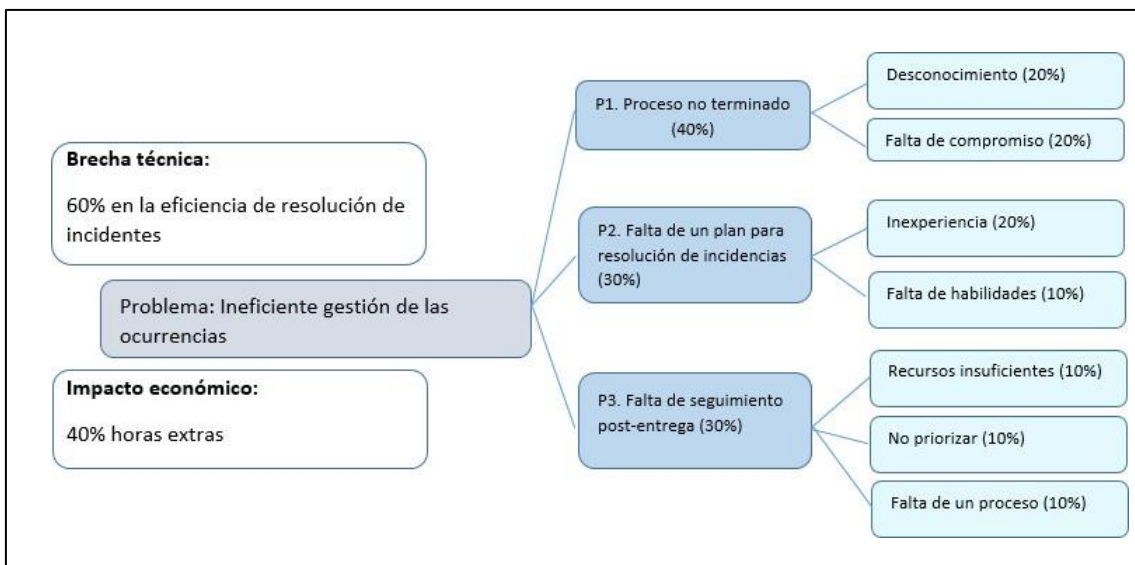 Brecha técnica:
60% en la eficiencia de resolución de
incidentes
Problema: Ineficiente gestión de las
ocurrencias
Impacto económico:
40% horas extras
P1. Proceso no terminado
(40%)
Desconocimiento (20%)
Falta de compromiso (20%)
P2. Falta de un plan para
resolución de incidencias
(30%)
Inexperiencia (20%)
Falta de habilidades (10%)
P3. Falta de seguimiento
post-entrega (30%)
Recursos insuficientes (10%)
No priorizar (10%)
Falta de un proceso (10%)